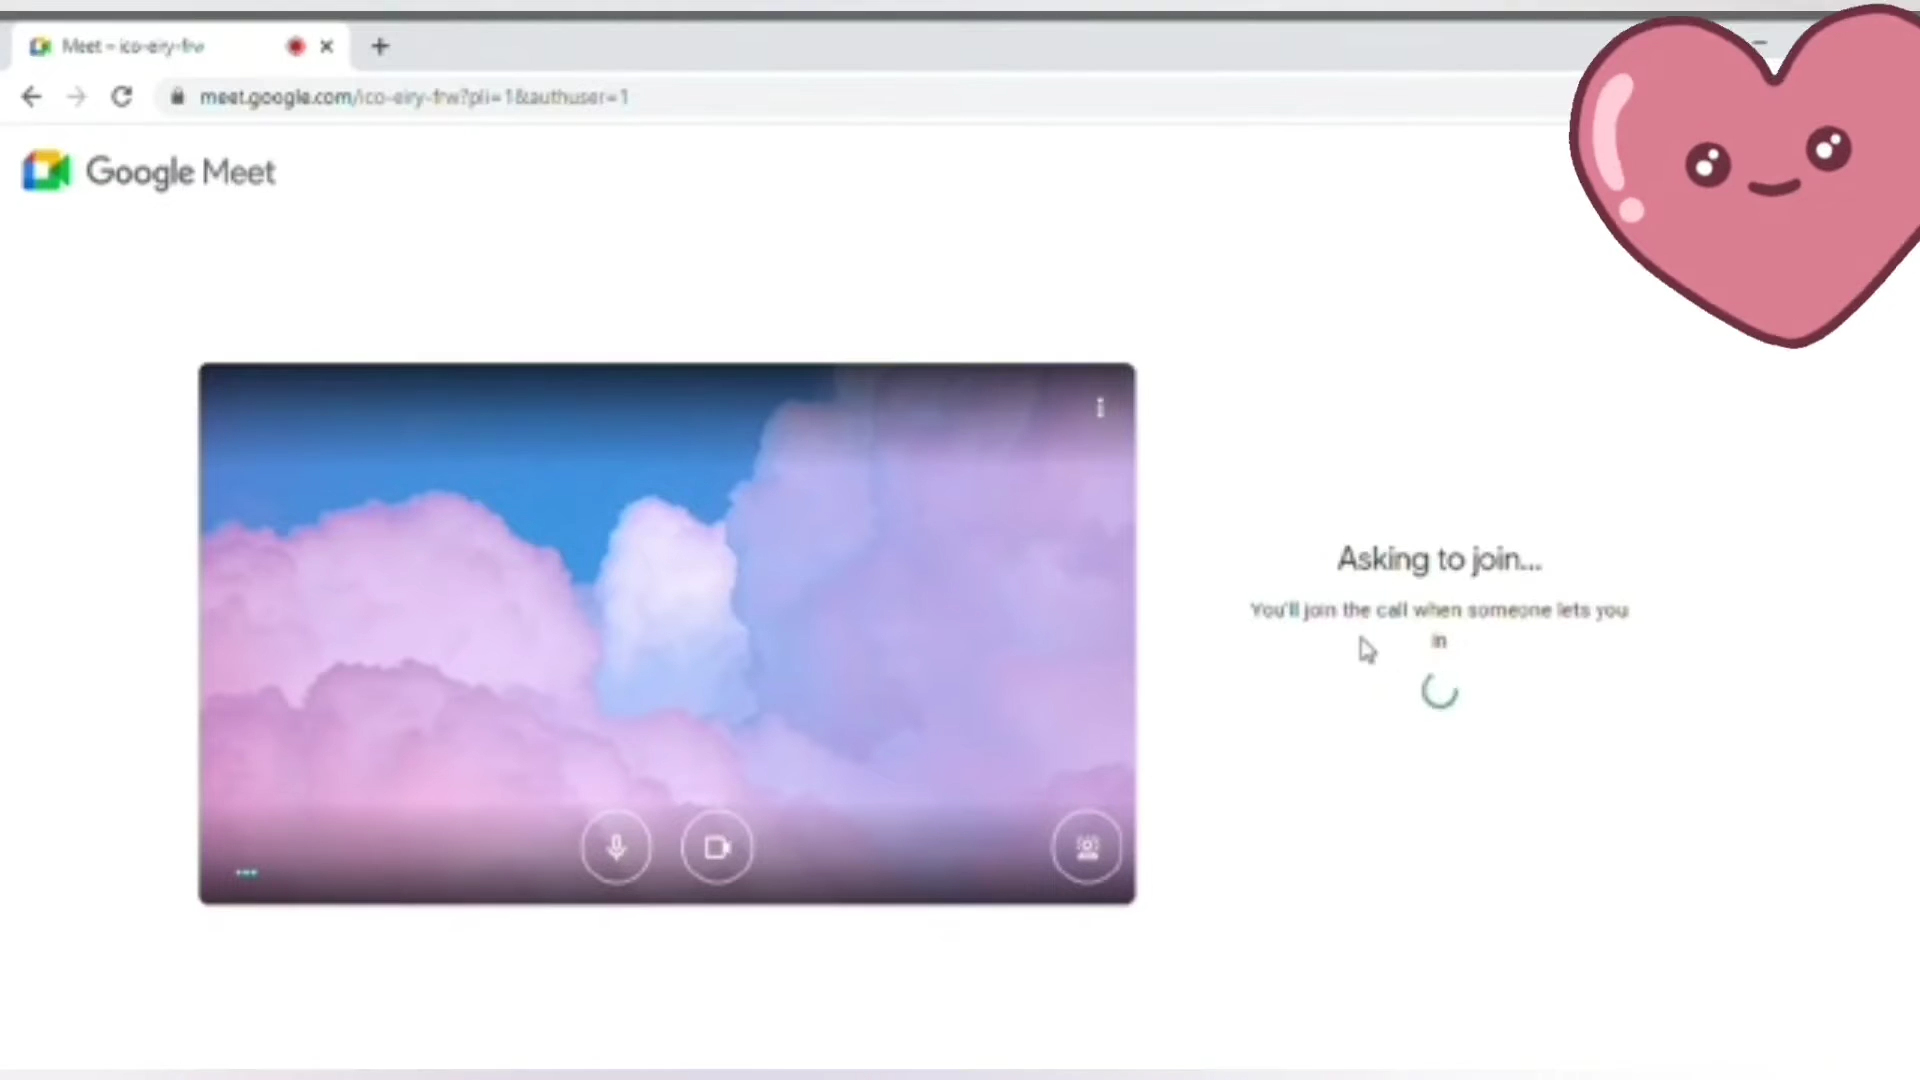 Meet – ico-eiry-frw
meet.google.com/ico-eiry-frw?pli=1&authuser=1
Google Meet
Asking to join...
You'll join the call when someone lets you
in